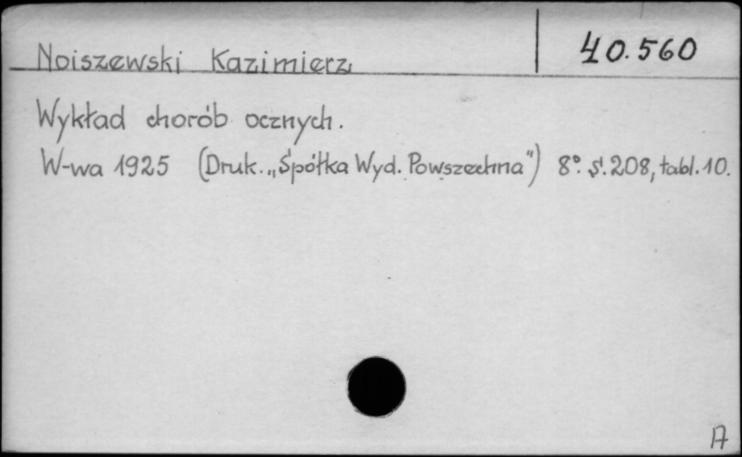 Noiszewski Kazimierz
40.560
Wykład chorób ocznych.
W-wa 1925 (Druk. „Spółka Wyd. Powszechna") 8°. S. 208, tabl. 10.
A